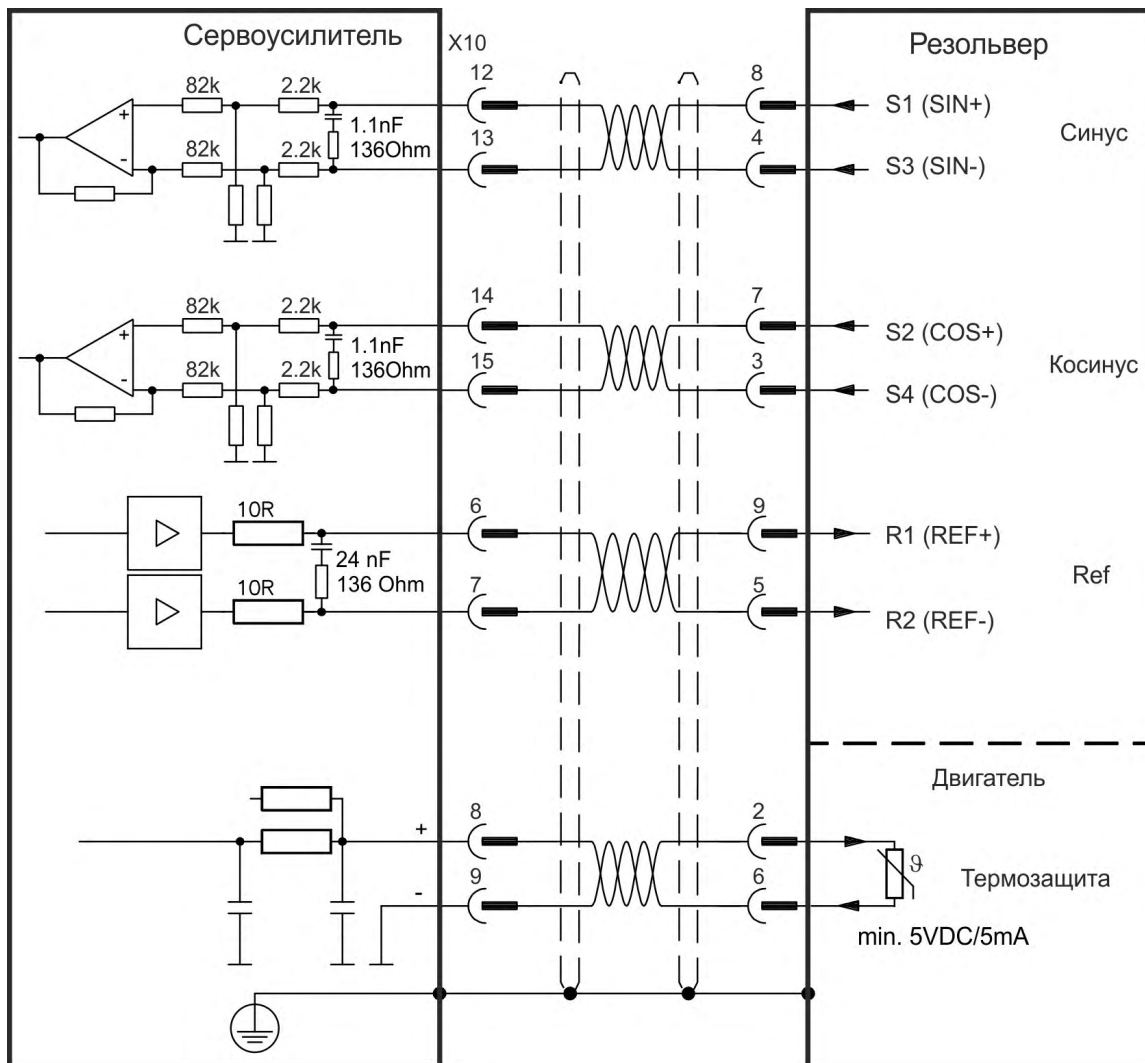 Сервоусилитель
X10
Резольвер
82k
2.2k
12
8
S1 (SIN+)
+
1.1nF
136Ohm
Синус
-
82k
2.2k
13
4
S3 (SIN-)
82k
2.2k
14
7
S2 (COS+)
+
1.1nF
136Ohm
Косинус
-
82k
2.2k
15
3
S4 (COS-)
10R
6
9
R1 (REF+)
24 nF
136 Ohm
Ref
10R
7
5
R2 (REF-)
Двигатель
+
8
2
ϑ
Термозащита
-
9
6
min. 5VDC/5mA